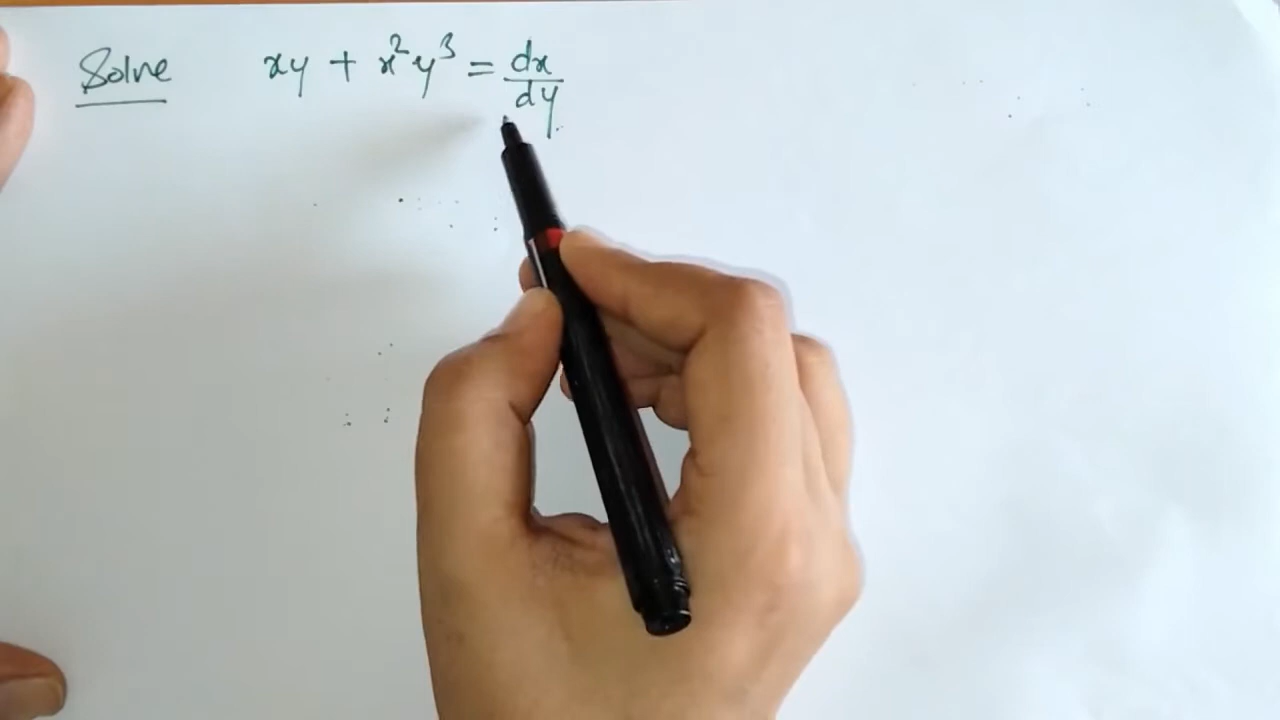 Solve xy + x²y³ = dx/dy